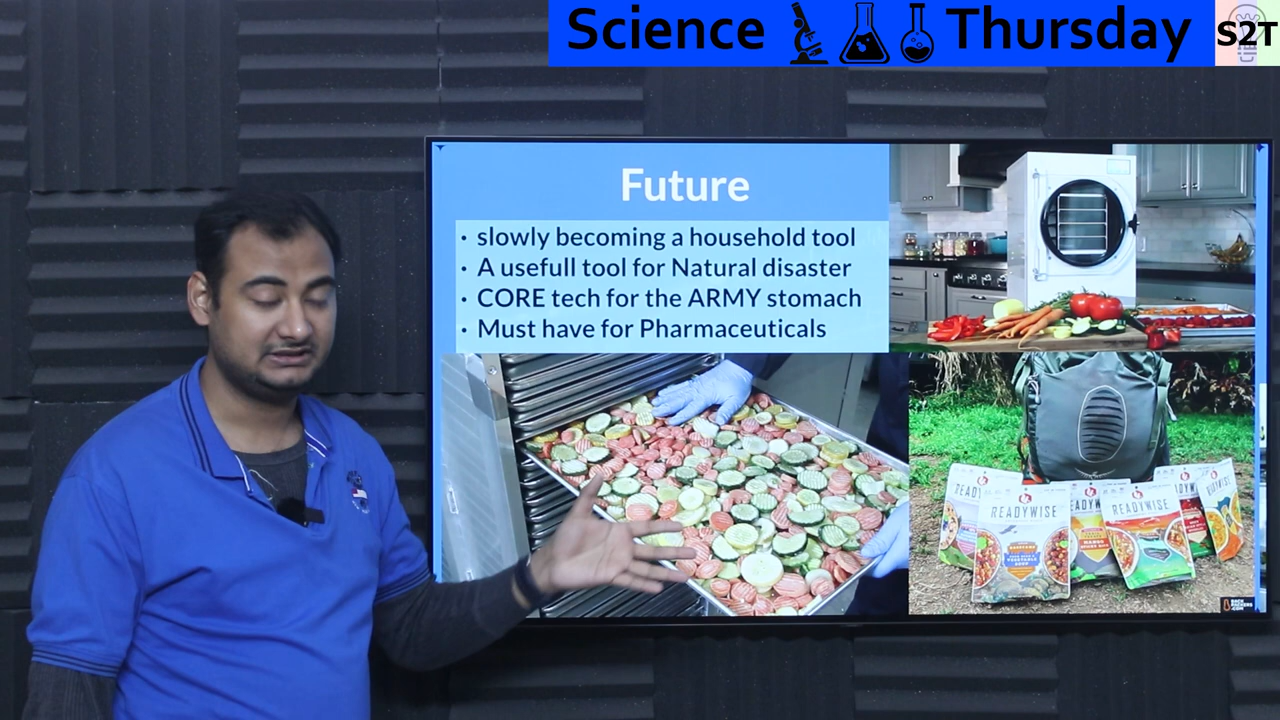 Science Thursday
S2T
Future
· slowly becoming a household tool
· A usefull tool for Natural disaster
· CORE tech for the ARMY stomach
· Must have for Pharmaceuticals
READYWISE
READYWISE